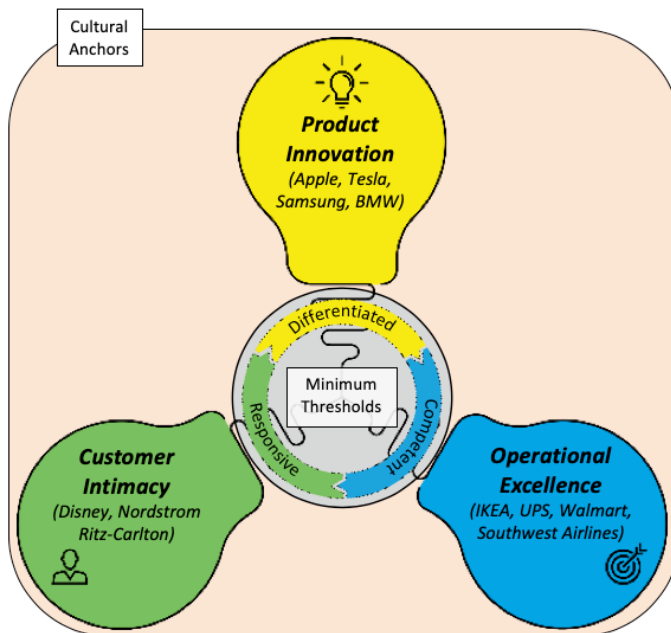 Cultural
Anchors
Product
Innovation
(Apple, Tesla,
Samsung, BMW)
Differentiated
Minimum
Thresholds
Responsive
Competent
Customer
Intimacy
(Disney, Nordstrom
Ritz-Carlton)
Operational
Excellence
(IKEA, UPS, Walmart,
Southwest Airlines)